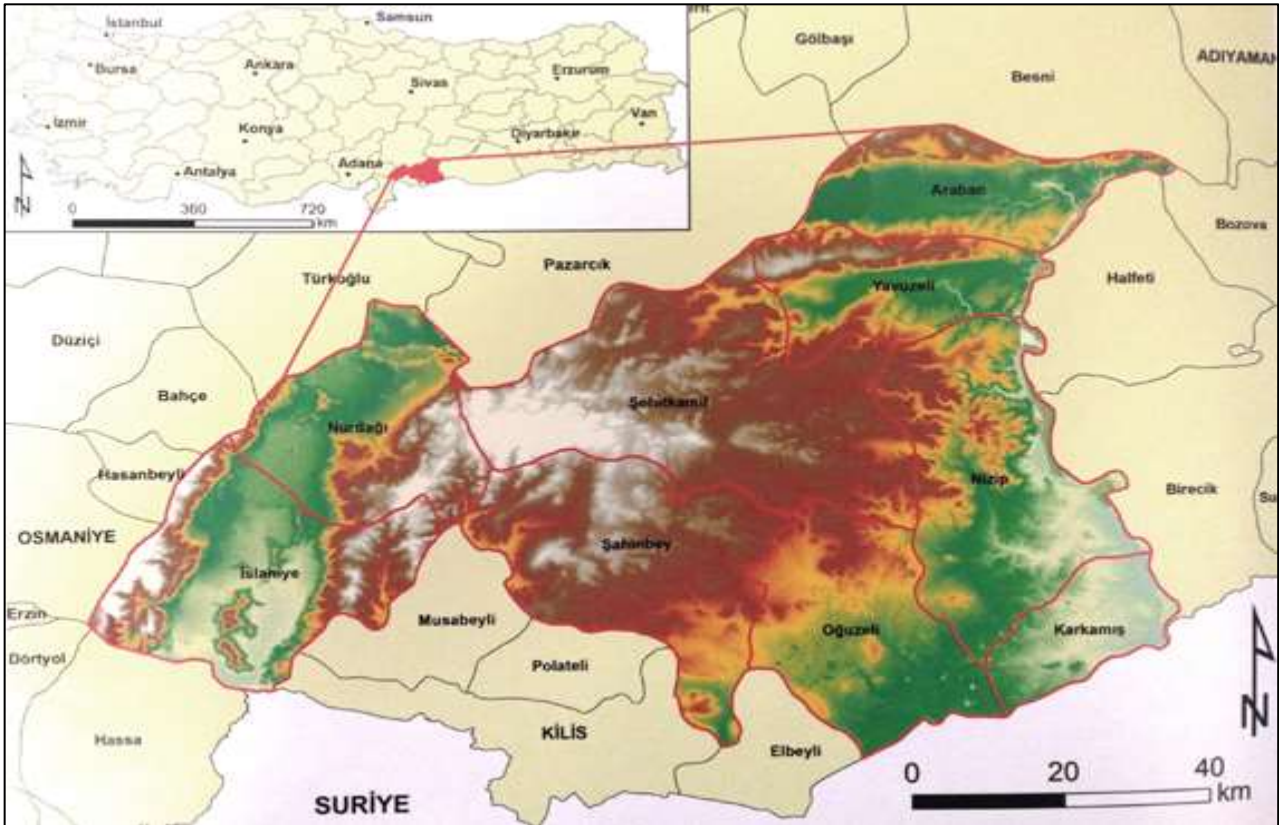 İstanbul
Samsun
Bursa
Ankara
Sivas
Erzurum
İzmir
Konya
Van
Diyarbakır
Antalya
Adana
N
0 360 720
km
Gölbaşı
Besni
ADIYAMAN
Araban
Bozova
Türkoğlu
Pazarcık
Yavuzeli
Halfeti
Düziçi
Bahçe
Nurdağı
Şehitkamil
Hasanbeyli
Nizip
Birecik
Su
OSMANİYE
Şahinbey
İslahiye
Erzin
Musabeyli
Oğuzeli
Karkamış
Dörtyol
Polateli
Hassa
KİLİS
Elbeyli
N
SURİYE
0 20 40
km